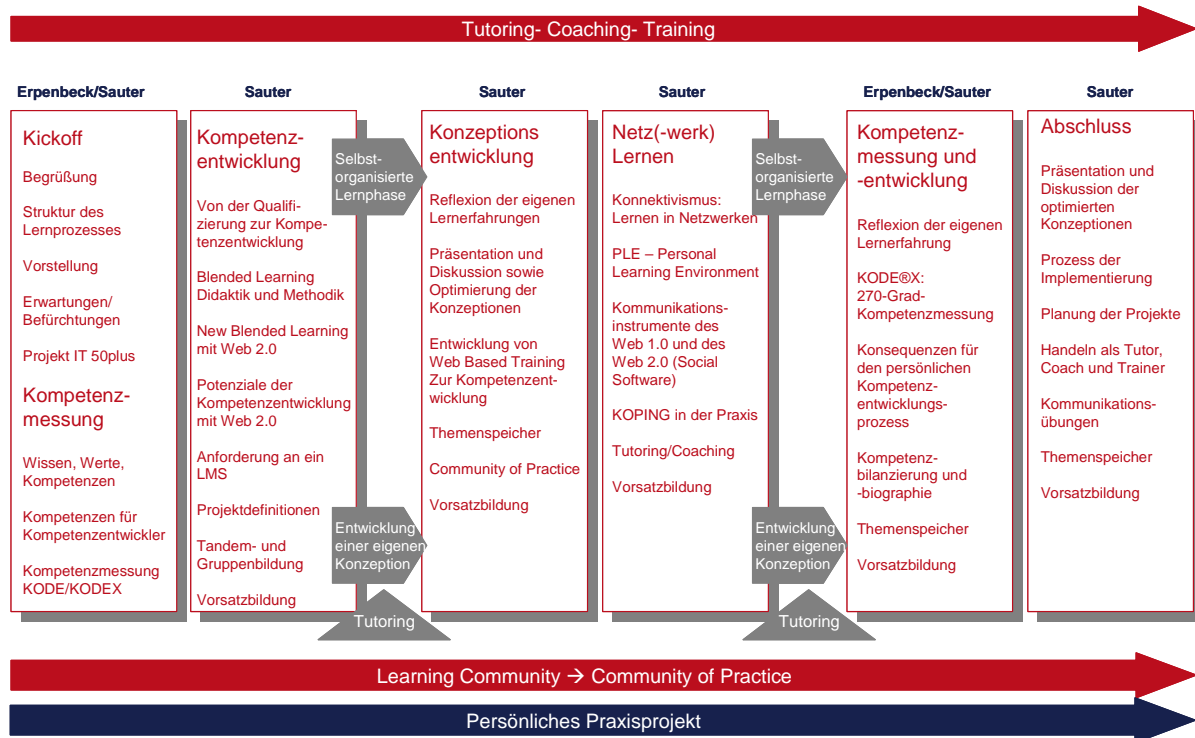 Tutoring- Coaching- Training
Erpenbeck/Sauter
Kickoff
Begrüßung
Struktur des
Lernprozesses
Vorstellung
Erwartungen/
Befürchtungen
Projekt IT 50plus
Kompetenz-
messung
Wissen, Werte,
Kompetenzen
Kompetenzen für
Kompetenzentwickler
Kompetenzmessung
KODE/KODEX
Sauter
Kompetenz-
entwicklung
Von der Qualifi-
zierung zur Kompe-
tenzentwicklung
Blended Learning
Didaktik und Methodik
New Blended Learning
mit Web 2.0
Potenziale der
Kompetenzentwicklung
mit Web 2.0
Anforderung an ein
LMS
Projektdefinitionen
Tandem- und
Gruppenbildung
Vorsatzbildung
Selbst-
organisierte
Lernphase
Entwicklung
einer eigenen
Konzeption
Tutoring
Sauter
Konzeptions
entwicklung
Reflexion der eigenen
Lernerfahrungen
Präsentation und
Diskussion sowie
Optimierung der
Konzeptionen
Entwicklung von
Web Based Training
Zur Kompetenzent-
wicklung
Themenspeicher
Community of Practice
Vorsatzbildung
Sauter
Netz(-werk)
Lernen
Konnektivismus:
Lernen in Netzwerken
PLE – Personal
Learning Environment
Kommunikations-
instrumente des
Web 1.0 und des
Web 2.0 (Social
Software)
KOPING in der Praxis
Tutoring/Coaching
Vorsatzbildung
Selbst-
organisierte
Lernphase
Entwicklung
einer eigenen
Konzeption
Tutoring
Erpenbeck/Sauter
Kompetenz-
messung und
-entwicklung
Reflexion der eigenen
Lernerfahrung
KODE®X:
270-Grad-
Kompetenzmessung
Konsequenzen für
den persönlichen
Kompetenz-
entwicklungs-
prozess
Kompetenz-
bilanzierung und
-biographie
Themenspeicher
Vorsatzbildung
Sauter
Abschluss
Präsentation und
Diskussion der
optimierten
Konzeptionen
Prozess der
Implementierung
Planung der Projekte
Handeln als Tutor,
Coach und Trainer
Kommunikations-
übungen
Themenspeicher
Vorsatzbildung
Learning Community → Community of Practice
Persönliches Praxisprojekt